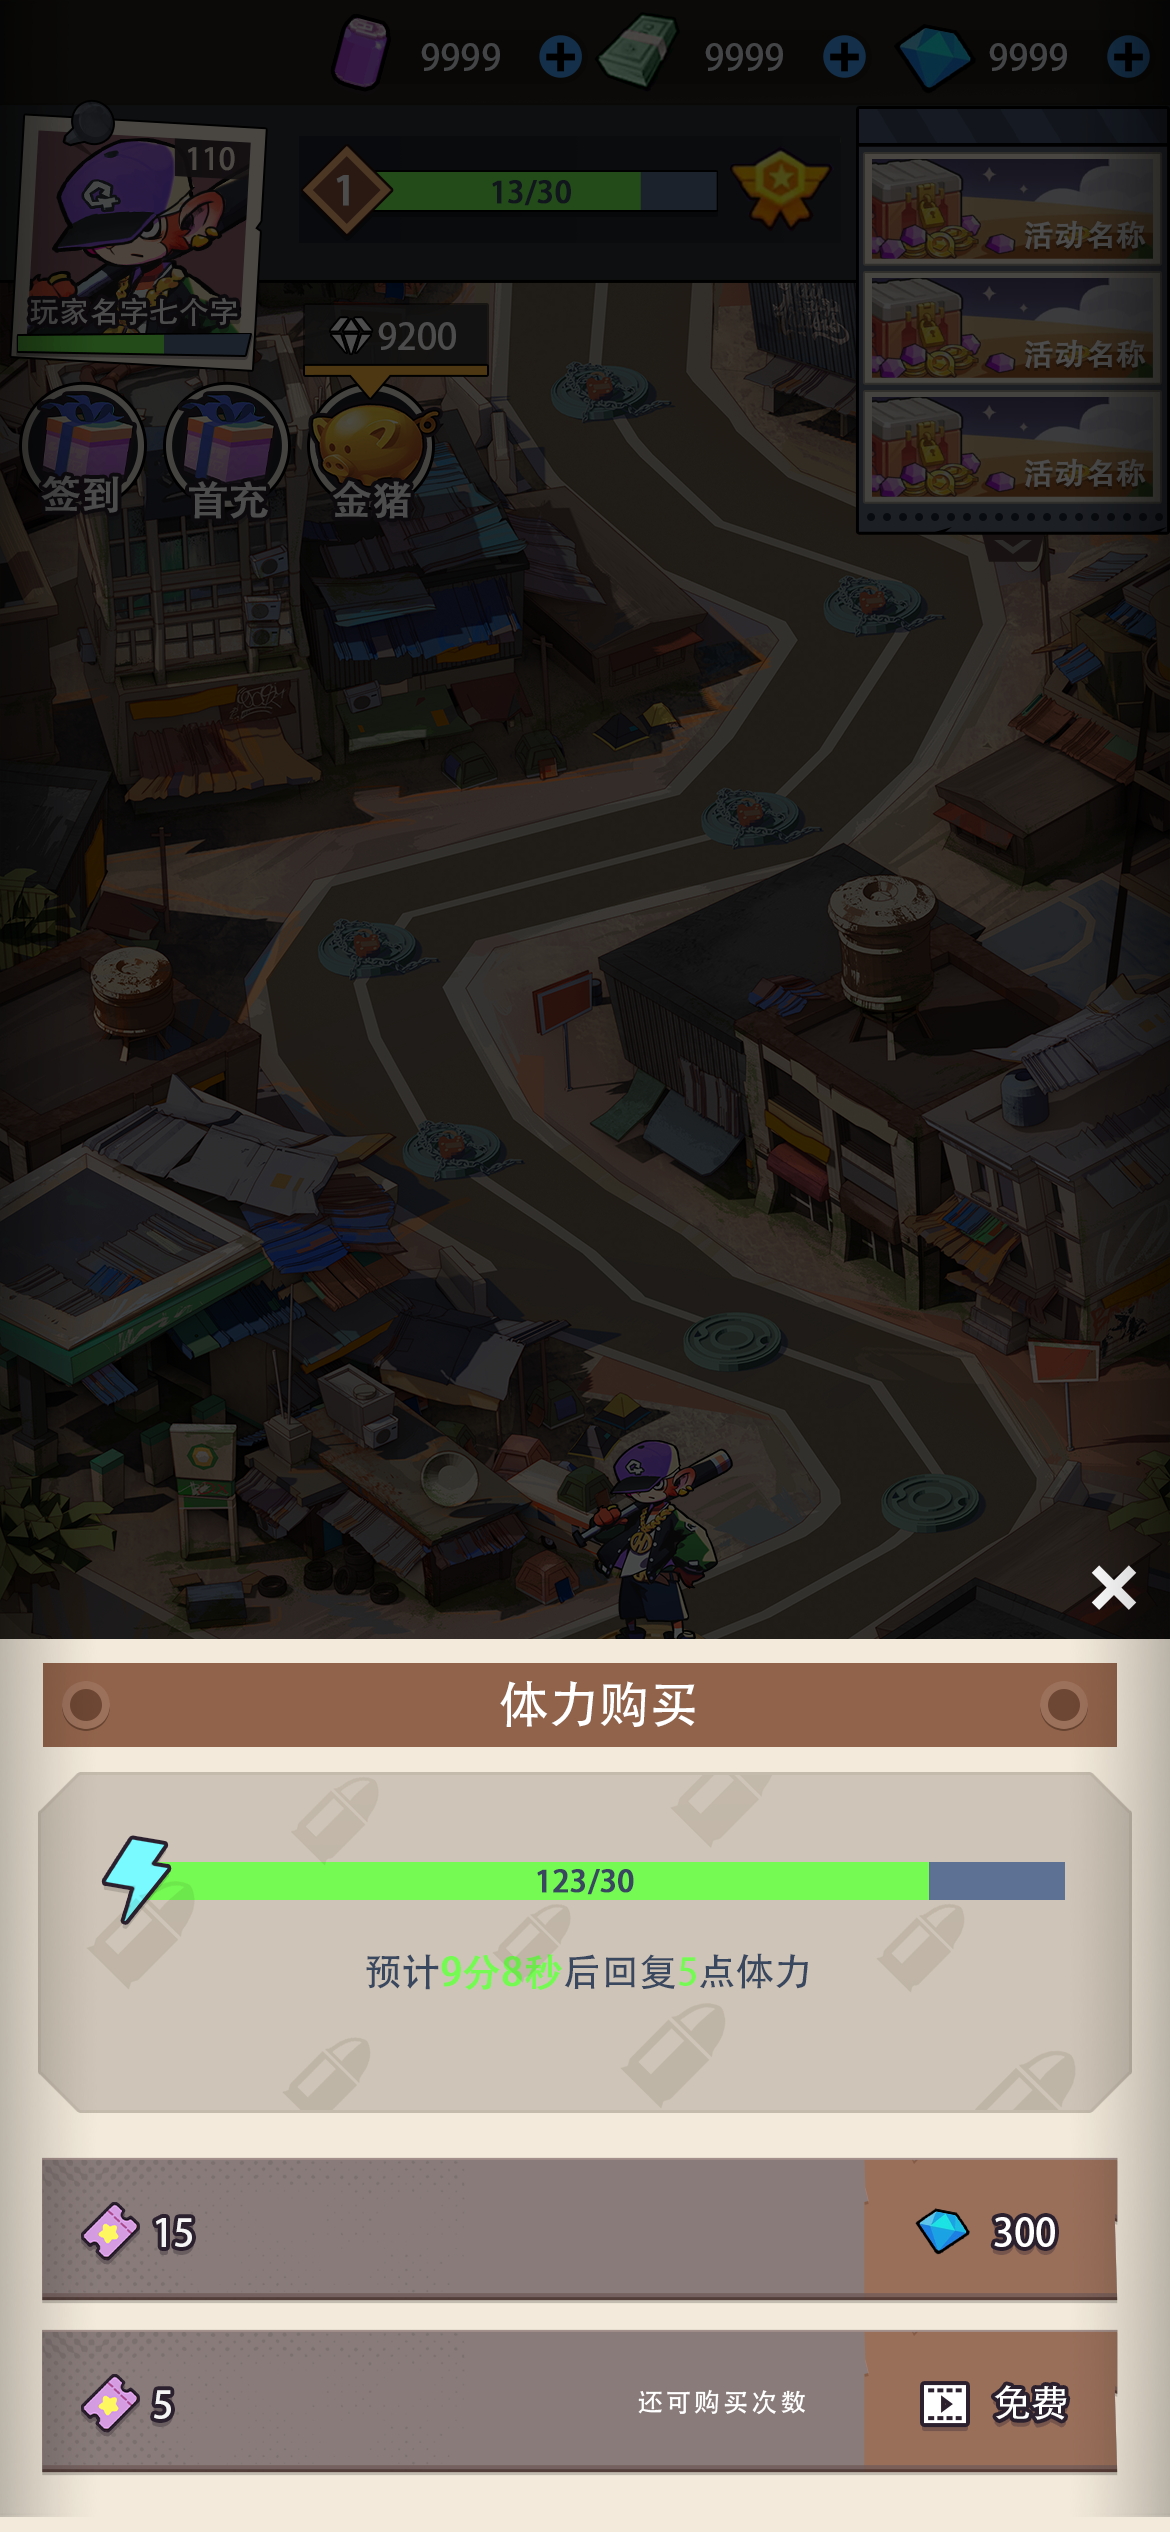 9999
9999
9999
110
玩家名字七个字
1
13/30
活动名称
活动名称
活动名称
9200
签到
首充
金猪
体力购买
123/30
预计9分8秒后回复5点体力
15
300
5
还可购买次数
免费